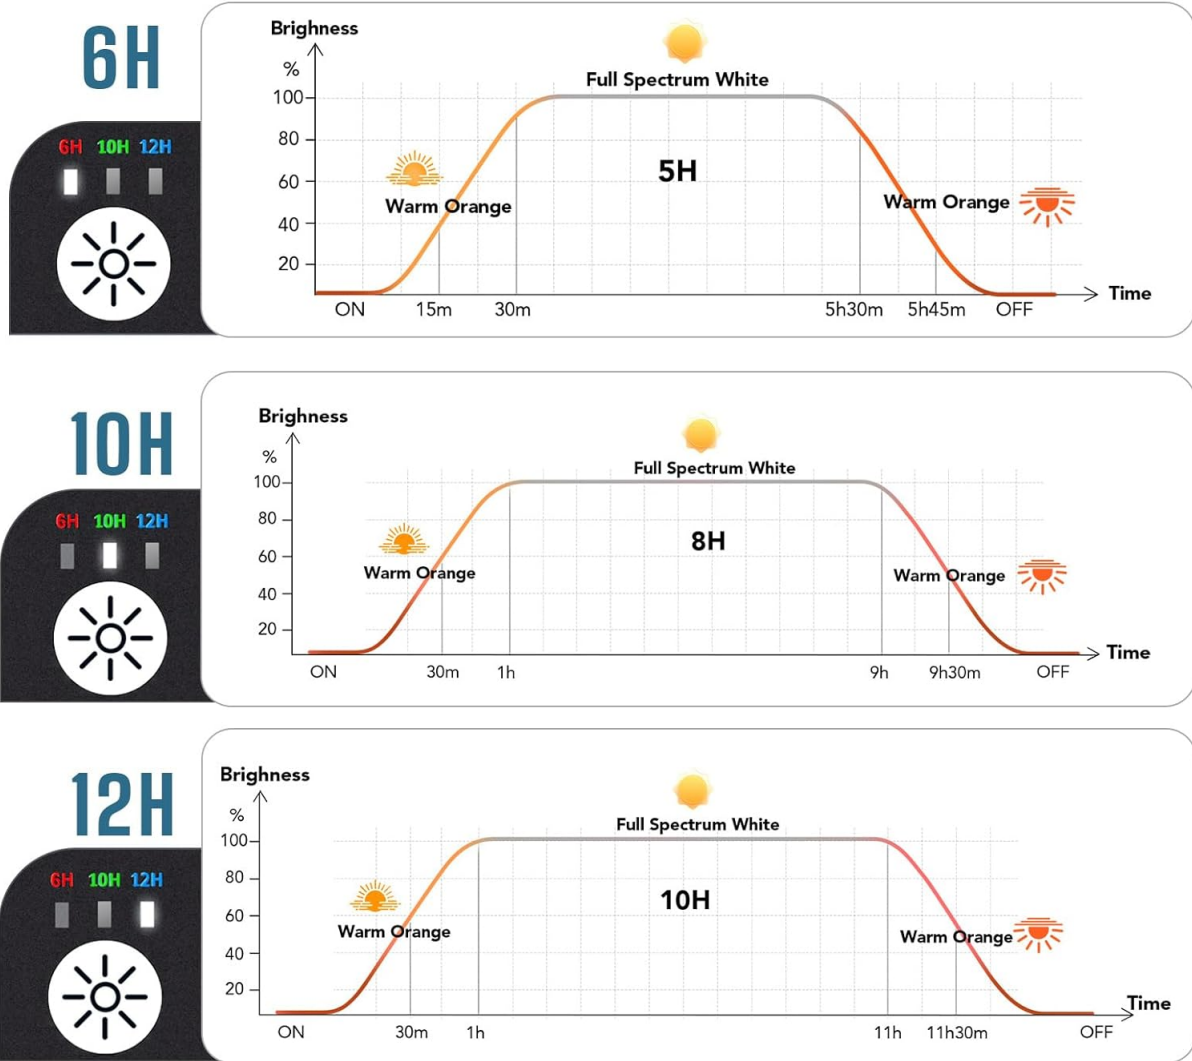 6H
6H 10H 12H
Brighness
%
100
80
60
40
20
Full Spectrum White
5H
Warm Orange
Warm Orange
ON 15m 30m 5h30m 5h45m OFF
Time
10H
6H 10H 12H
Brighness
%
100
80
60
40
20
Full Spectrum White
8H
Warm Orange
Warm Orange
ON 30m 1h 9h 9h30m OFF
Time
12H
6H 10H 12H
Brighness
%
100
80
60
40
20
Full Spectrum White
10H
Warm Orange
Warm Orange
ON 30m 1h 11h 11h30m OFF
Time